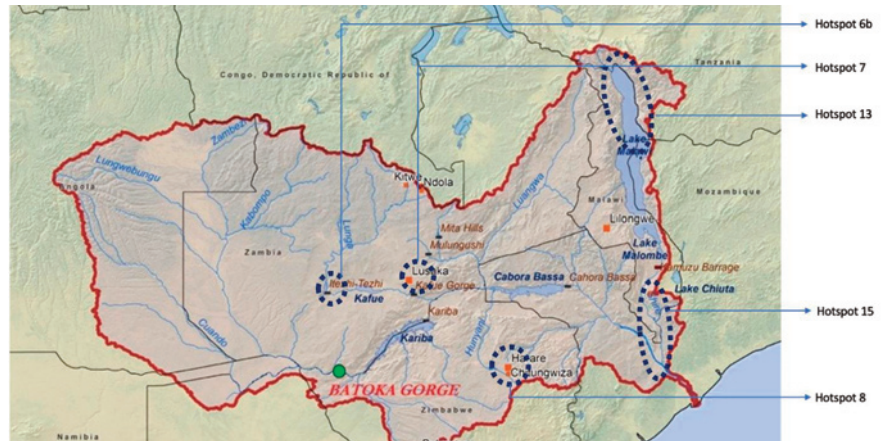 Hotspot 6b
Hotspot 7
Hotspot 13
Hotspot 15
Hotspot 8
Congo, Democratic Republic of
Tanzania
Zambezi
Lungwebungu
Angola
Kabompo
Kitwe
Ndola
Luangwa
Lake
Malawi
Mozambique
Lunga
Mita Hills
Mulungushi
Lilongwe
Zambia
Lusaka
Itezhi-Tezhi
Kafue Gorge
Kafue
Cabora Bassa
Cahora Bassa
Lake
Malombe
Kamuzu Barrage
Lake Chiuta
Cuando
Kariba
Kariba
Hunyani
Harare
Chitungwiza
BATOKA GORGE
Zimbabwe
Namibia